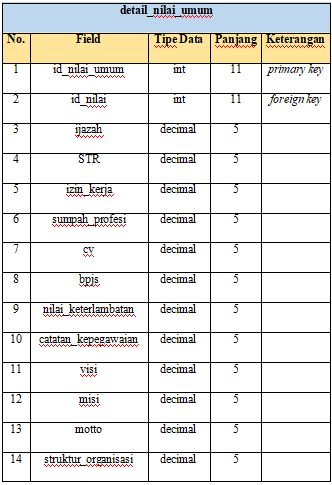 detail_nilai_umum
No. Field Tipe Data Panjang Keterangan
1 id_nilai_umum int 11 primary key
2 id_nilai int 11 foreign key
3 ijazah decimal 5
4 STR decimal 5
5 izin_kerja decimal 5
6 sumpah_profesi decimal 5
7 cv decimal 5
8 bpjs decimal 5
9 nilai_keterlambatan decimal 5
10 catatan_kepegawaian decimal 5
11 visi decimal 5
12 misi decimal 5
13 motto decimal 5
14 struktur_organisasi decimal 5